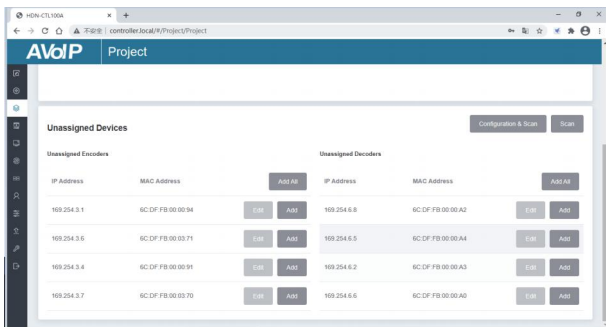 HDN-CTL100A
不安全 | controller.local/#/Project/Project
AVoIP Project
Unassigned Devices
Configuration & Scan Scan
Unassigned Encoders Unassigned Decoders
IP Address MAC Address Add All IP Address MAC Address Add All
169.254.3.1 6C:DF:FB:00:00:94 Edit Add 169.254.6.8 6C:DF:FB:00:00:A2 Edit Add
169.254.3.6 6C:DF:FB:00:03:71 Edit Add 169.254.6.5 6C:DF:FB:00:00:A4 Edit Add
169.254.3.4 6C:DF:FB:00:00:91 Edit Add 169.254.6.2 6C:DF:FB:00:00:A3 Edit Add
169.254.3.7 6C:DF:FB:00:03:70 Edit Add 169.254.6.6 6C:DF:FB:00:00:A0 Edit Add